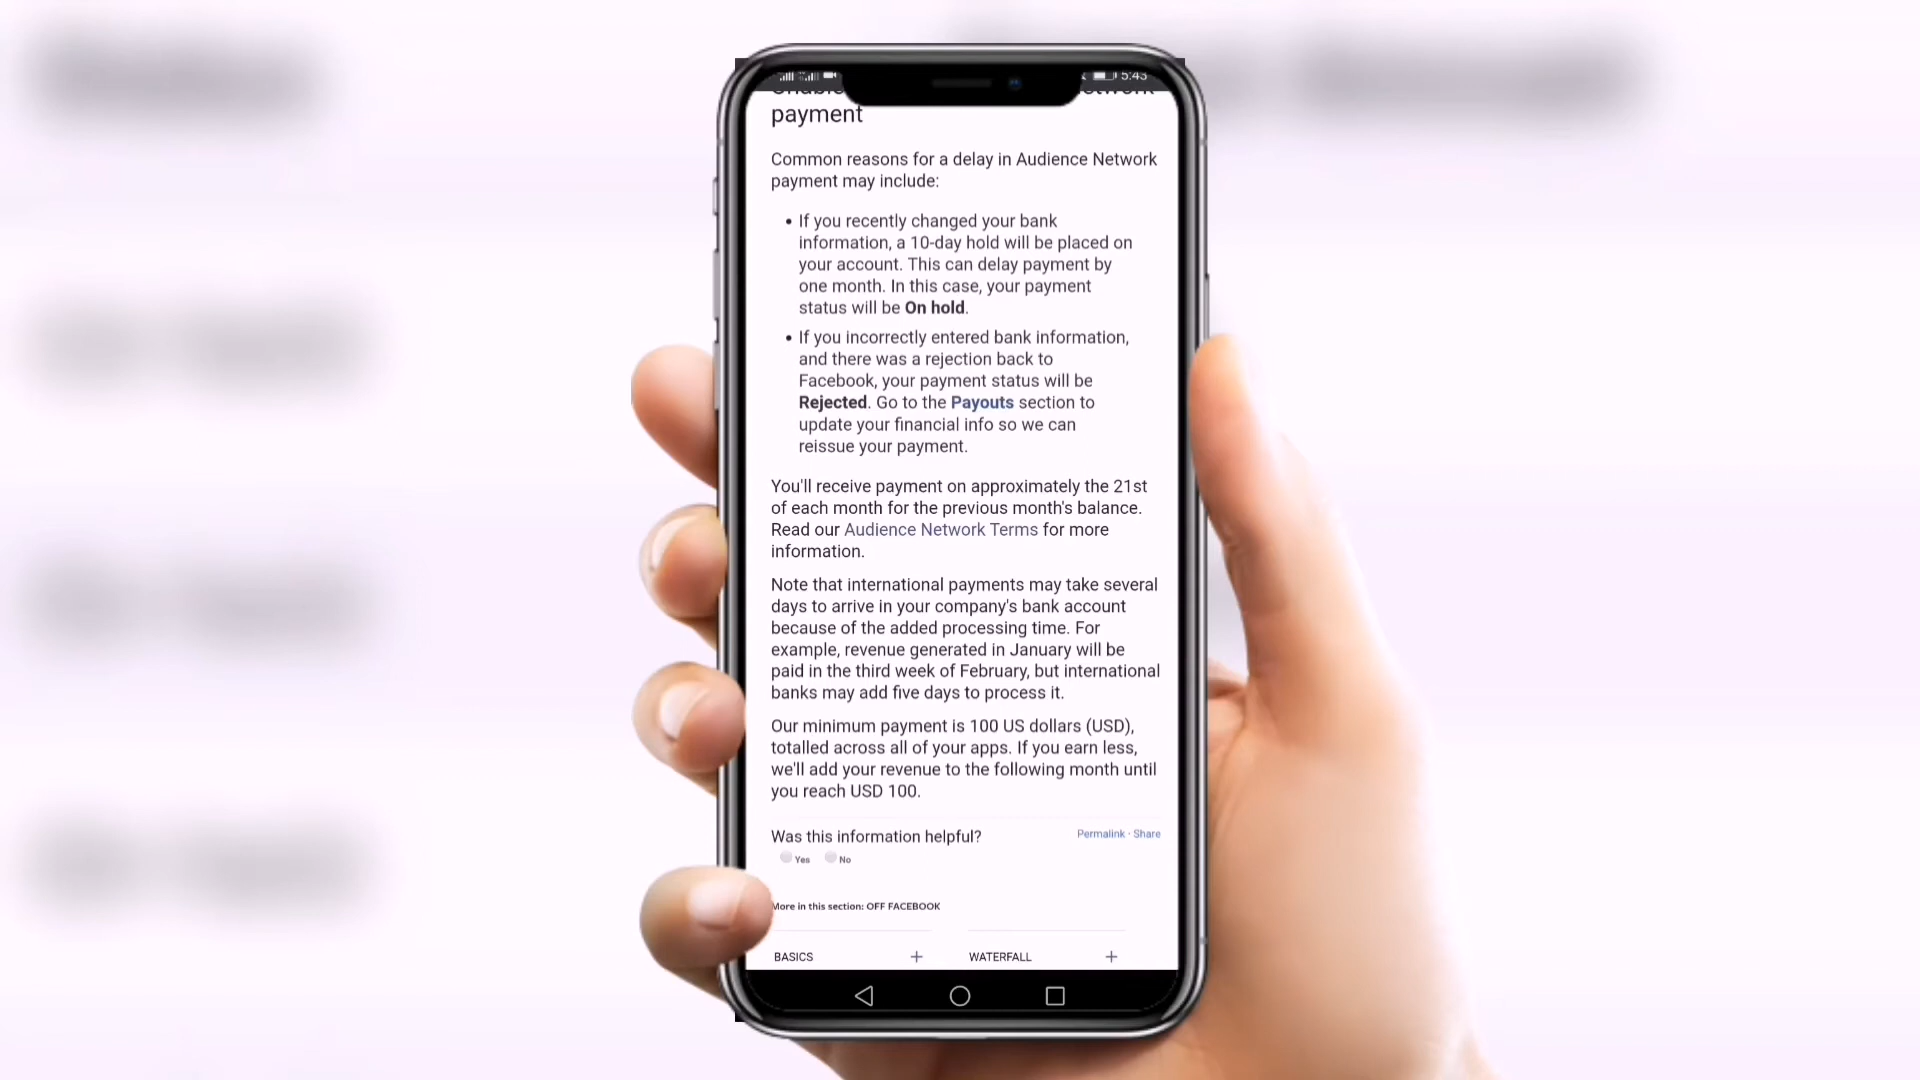 5:43
payment
Common reasons for a delay in Audience Network
payment may include:
• If you recently changed your bank
information, a 10-day hold will be placed on
your account. This can delay payment by
one month. In this case, your payment
status will be On hold.
• If you incorrectly entered bank information,
and there was a rejection back to
Facebook, your payment status will be
Rejected. Go to the Payouts section to
update your financial info so we can
reissue your payment.
You'll receive payment on approximately the 21st
of each month for the previous month's balance.
Read our Audience Network Terms for more
information.
Note that international payments may take several
days to arrive in your company's bank account
because of the added processing time. For
example, revenue generated in January will be
paid in the third week of February, but international
banks may add five days to process it.
Our minimum payment is 100 US dollars (USD),
totalled across all of your apps. If you earn less,
we'll add your revenue to the following month until
you reach USD 100.
Was this information helpful?
Permalink · Share
Yes No
More in this section: OFF FACEBOOK
BASICS + WATERFALL +